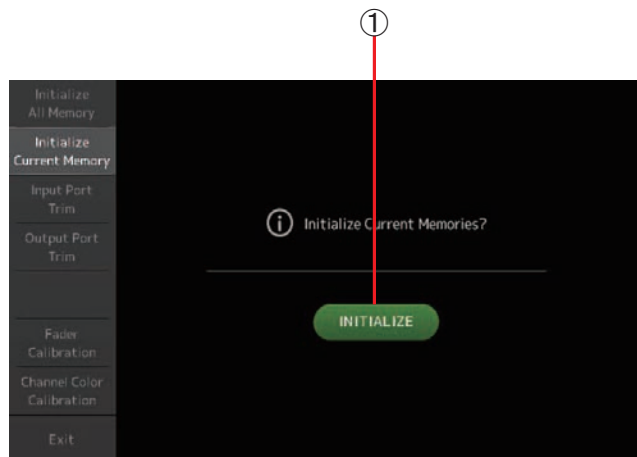 ①
Initialize
All Memory
Initialize
Current Memory
Input Port
Trim
Output Port
Trim
Fader
Calibration
Channel Color
Calibration
Exit
Initialize Current Memories?
INITIALIZE